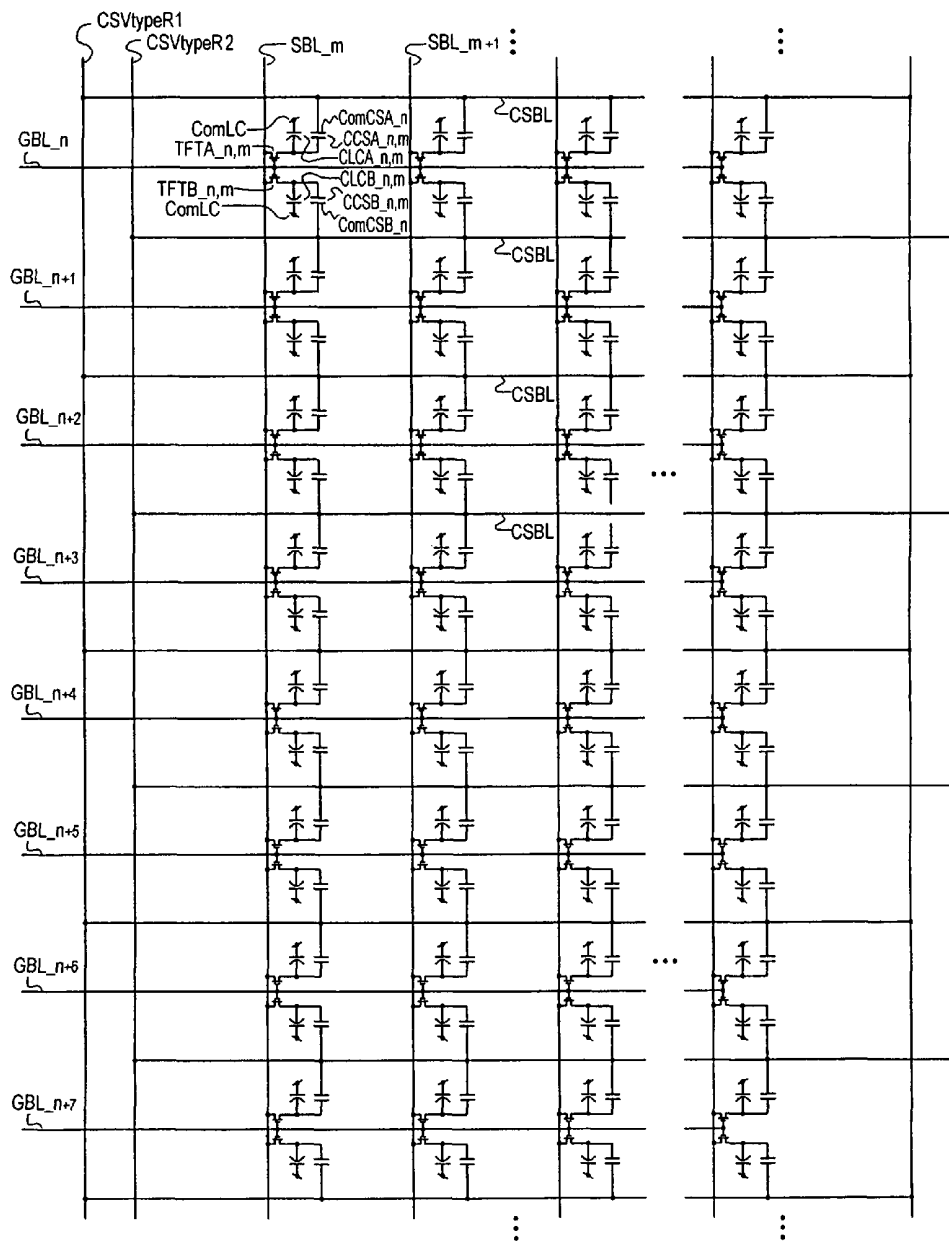 CSVtypeR1
CSVtypeR2
SBL_m
SBL_m+1
CSBL
GBL_n
ComLC
ComCSA_n
CCSA_n,m
TFTA_n,m
CLCA_n,m
CLCB_n,m
TFTB_n,m
CCSB_n,m
ComLC
ComCSB_n
CSBL
GBL_n+1
CSBL
GBL_n+2
CSBL
GBL_n+3
GBL_n+4
GBL_n+5
GBL_n+6
GBL_n+7